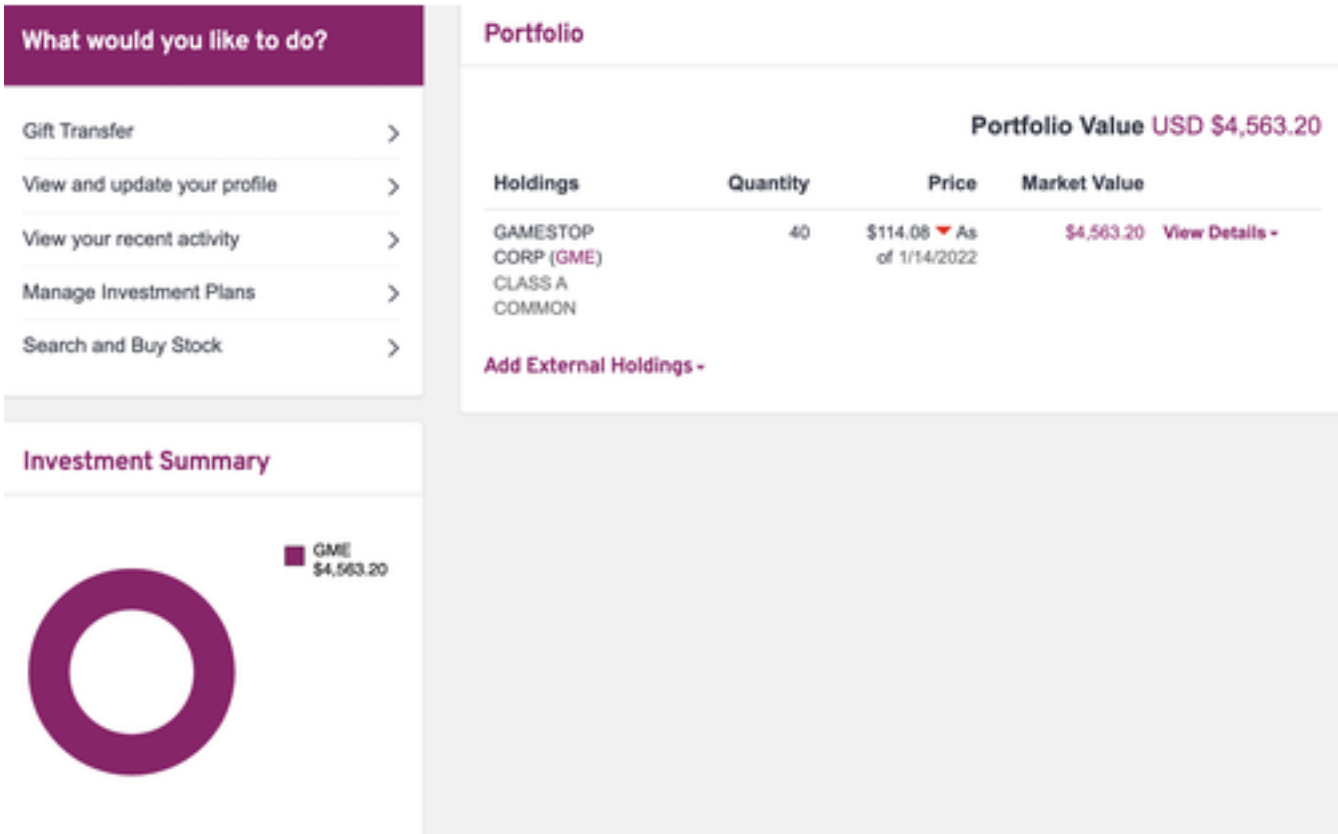 What would you like to do?
Gift Transfer
View and update your profile
View your recent activity
Manage Investment Plans
Search and Buy Stock
Investment Summary
GME
$4,563.20
Portfolio
Portfolio Value USD $4,563.20
Holdings Quantity Price Market Value
GAMESTOP 40 $114.08 As $4,563.20 View Details
CORP (GME) of 1/14/2022
CLASS A
COMMON
Add External Holdings